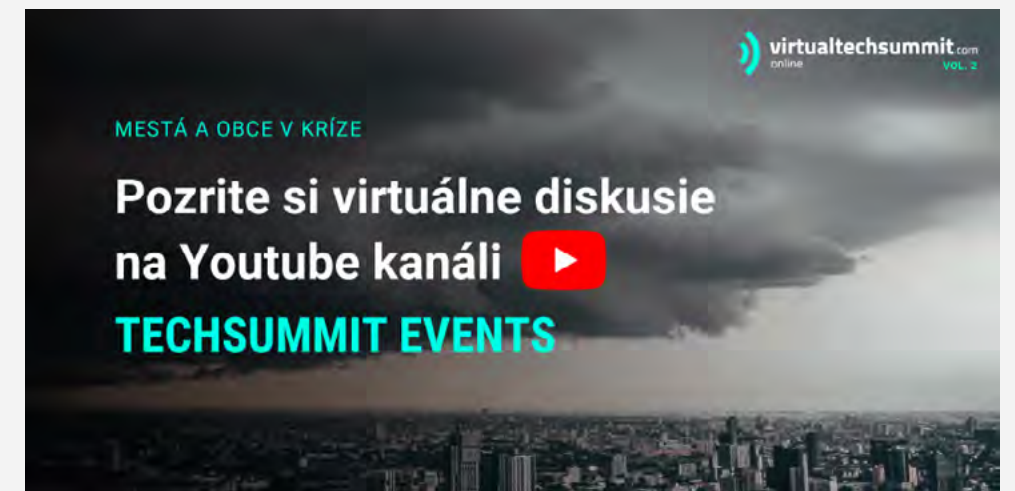 virtualtechsummit.com
online
VOL. 2
MESTÁ A OBCE V KRÍZE
Pozrite si virtuálne diskusie
na Youtube kanáli
TECHSUMMIT EVENTS